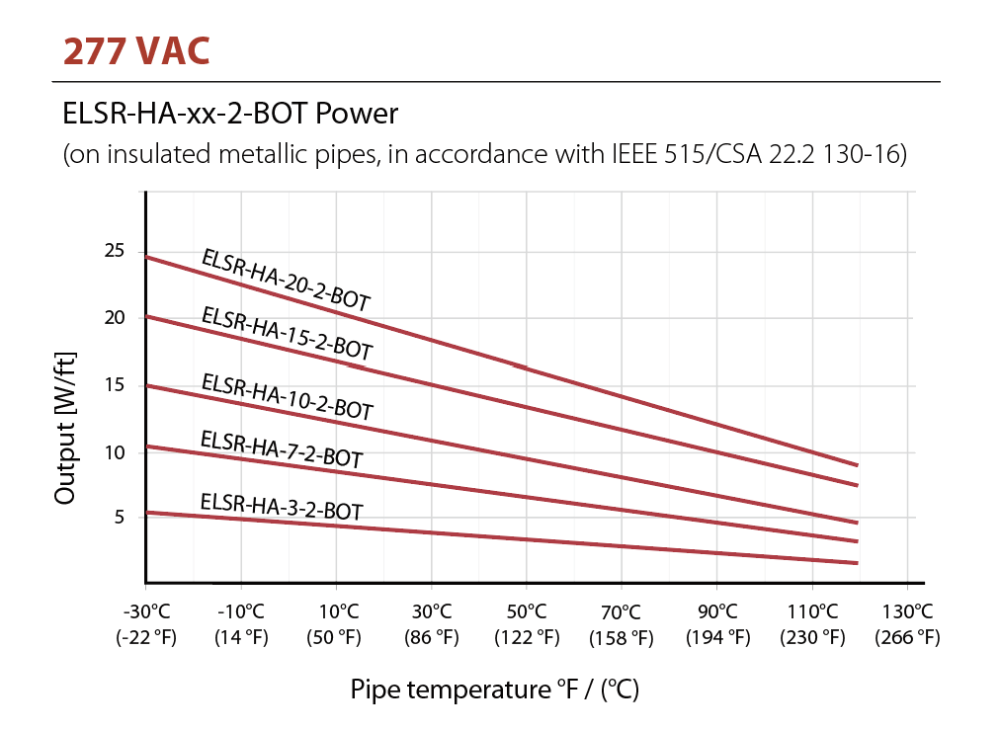 277 VAC
ELSR-HA-xx-2-BOT Power
(on insulated metallic pipes, in accordance with IEEE 515/CSA 22.2 130-16)
Output [W/ft]
25
20
15
10
5
ELSR-HA-20-2-BOT
ELSR-HA-15-2-BOT
ELSR-HA-10-2-BOT
ELSR-HA-7-2-BOT
ELSR-HA-3-2-BOT
-30°C -10°C 10°C 30°C 50°C 70°C 90°C 110°C 130°C
(-22 °F) (14 °F) (50 °F) (86 °F) (122 °F) (158 °F) (194 °F) (230 °F) (266 °F)
Pipe temperature °F / (°C)